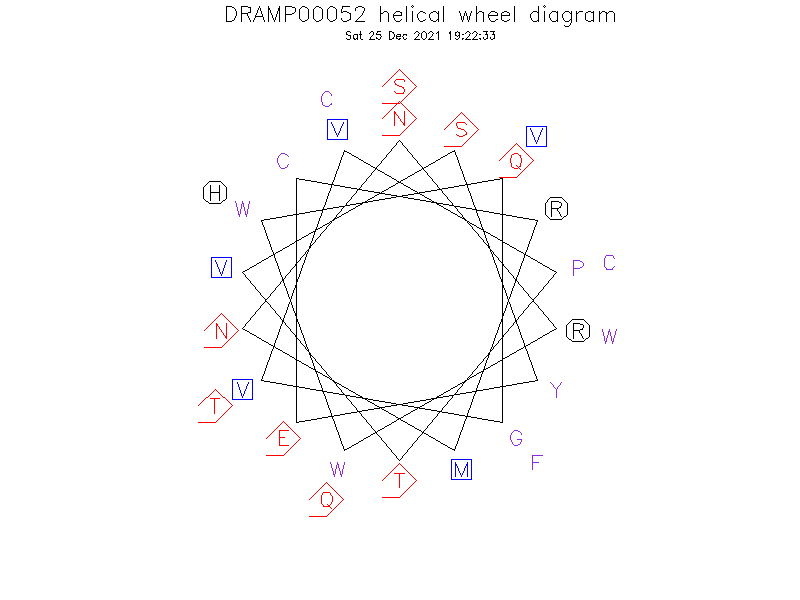 DRAMP00052 helical wheel diagram
Sat 25 Dec 2021 19:22:33
S
C
N
V
S
V
C
Q
H
W
R
V
P
C
N
R
W
V
Y
T
E
G
W
M
F
T
Q